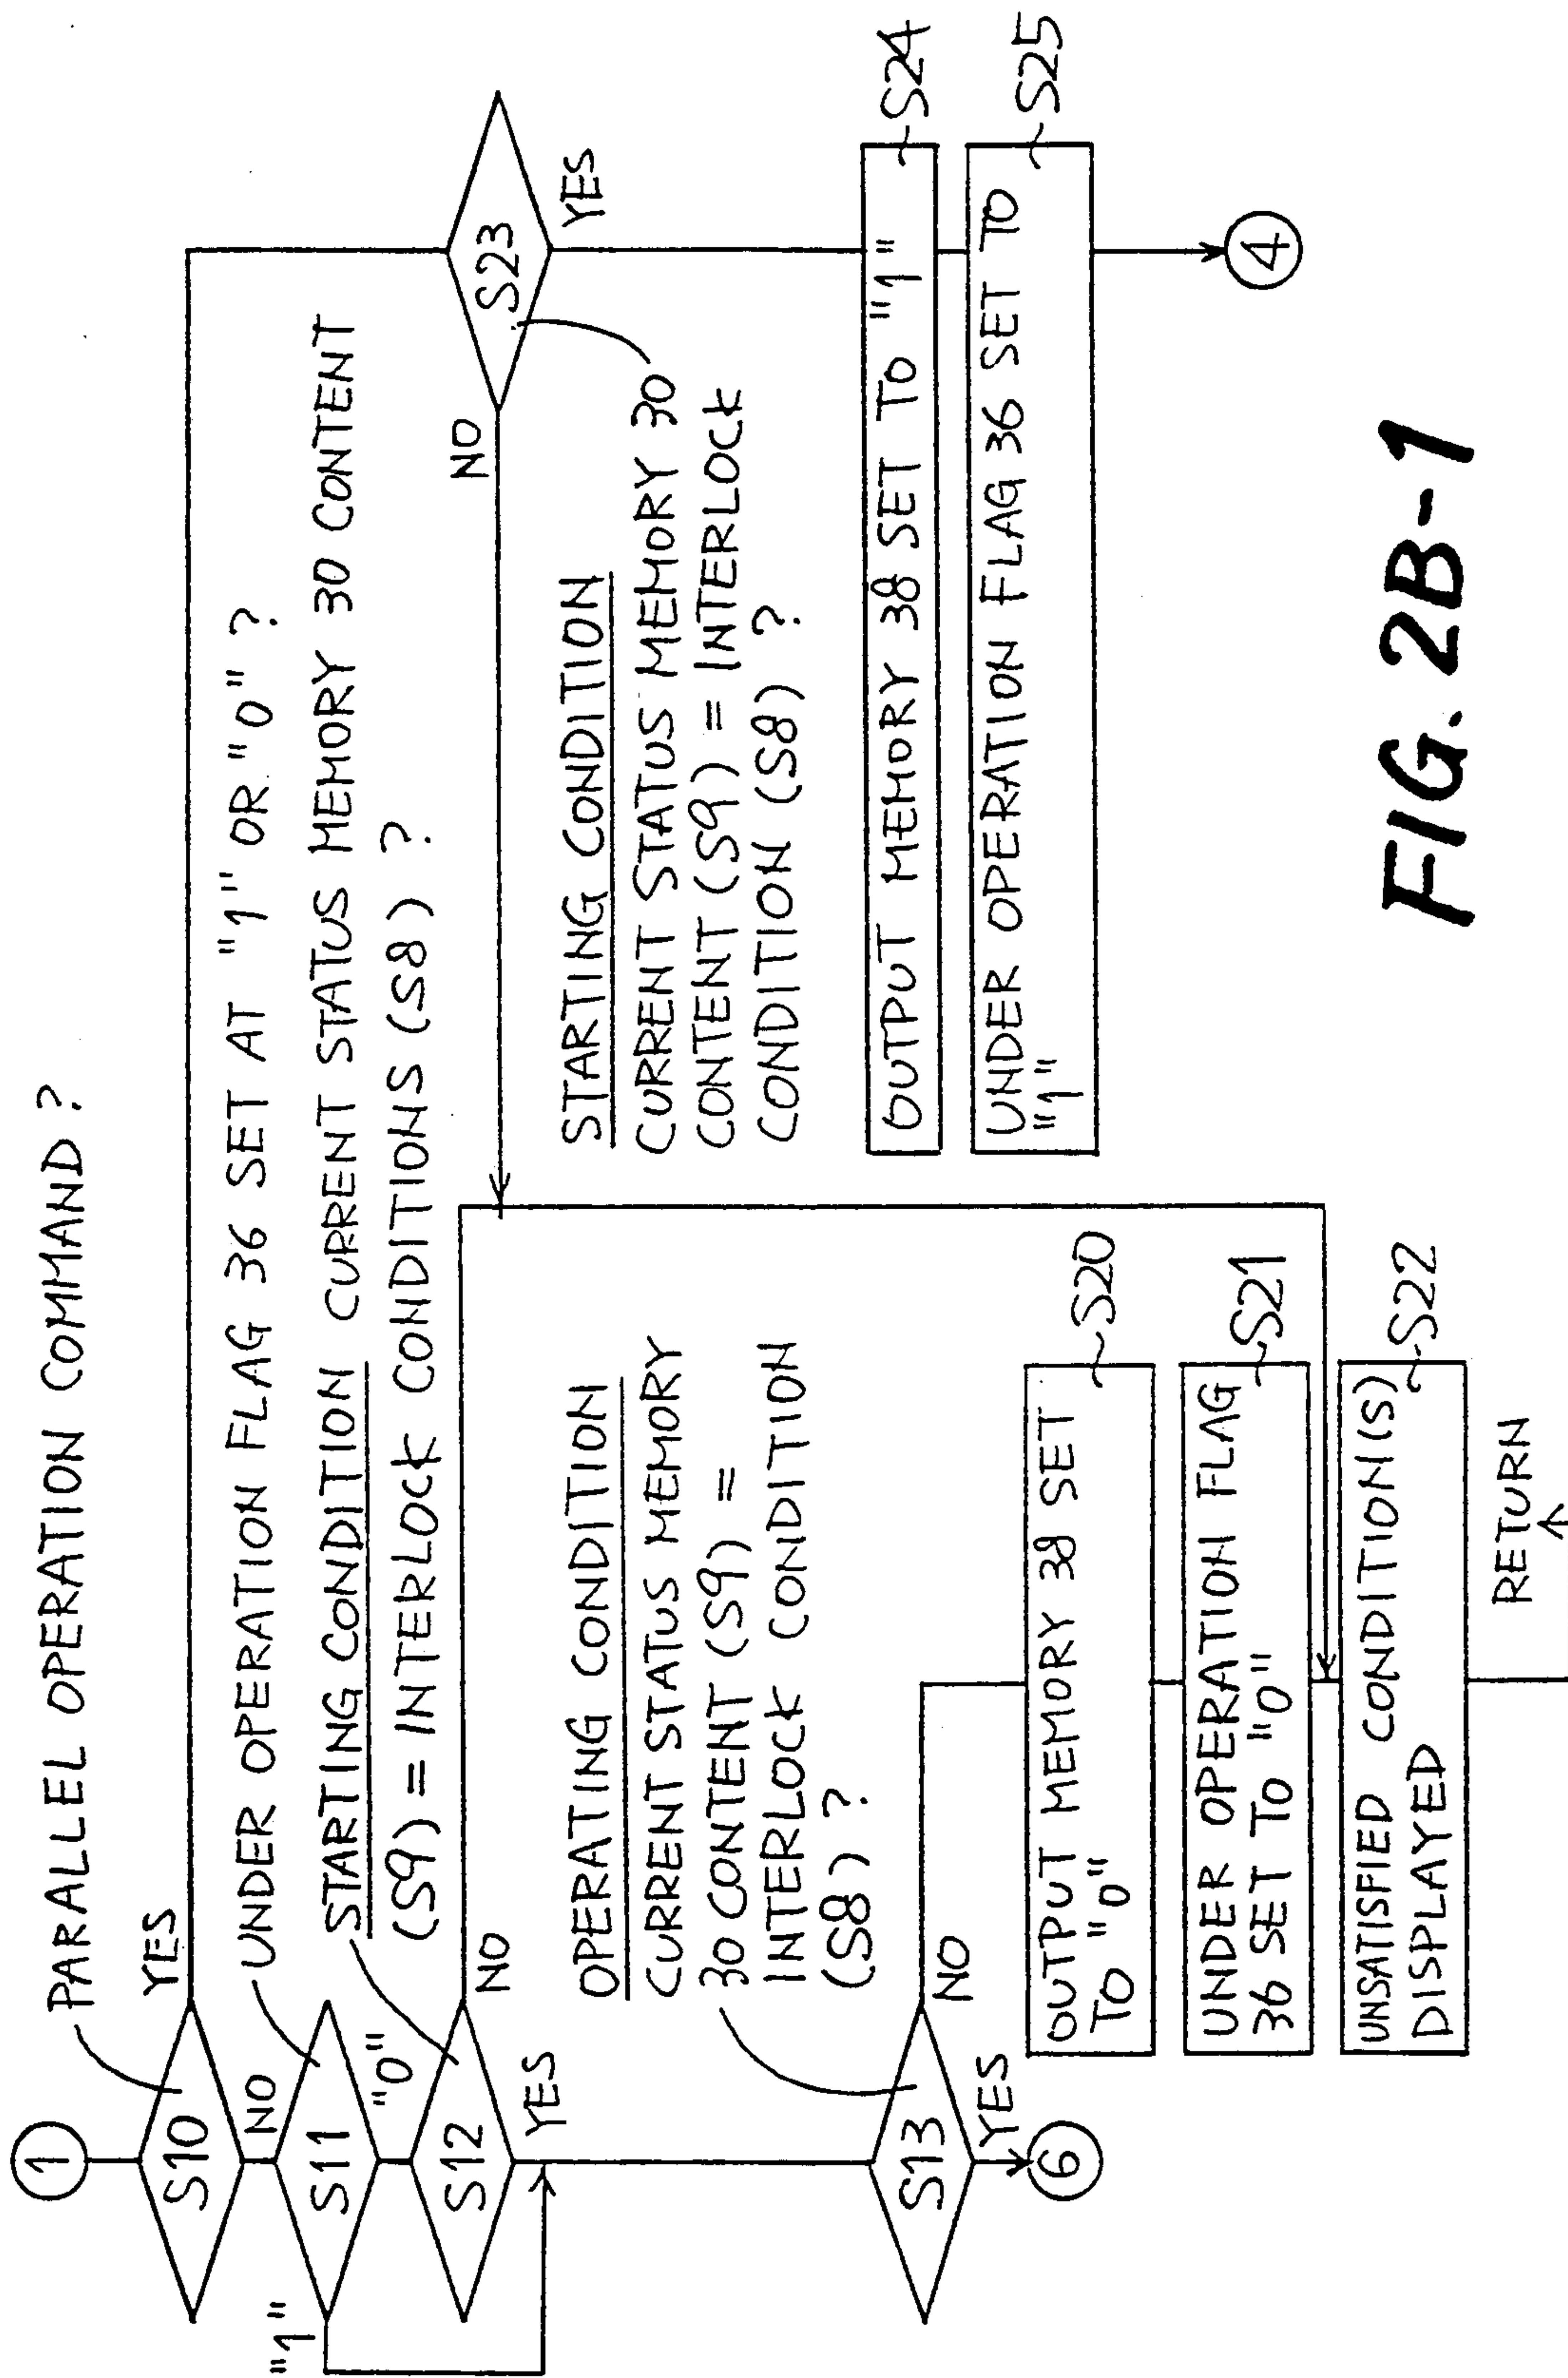 1
PARALLEL OPERATION COMMAND ?
S10
YES
NO
UNDER OPERATION FLAG 36 SET AT "1" OR "0" ?
S11
"1"
"0"
STARTING CONDITION CURRENT STATUS MEMORY 30 CONTENT
(S9) = INTERLOCK CONDITIONS (S8) ?
S12
NO
YES
S23
NO
YES
STARTING CONDITION
CURRENT STATUS MEMORY 30
CONTENT (S9) = INTERLOCK
CONDITION (S8) ?
OPERATING CONDITION
CURRENT STATUS MEMORY
30 CONTENT (S9) =
INTERLOCK CONDITION
(S8) ?
S13
NO
YES
6
OUTPUT MEMORY 38 SET
TO "0"
S20
UNDER OPERATION FLAG
36 SET TO "0"
S21
UNSATISFIED CONDITION(S)
DISPLAYED
S22
RETURN
OUTPUT MEMORY 38 SET TO "1"
S24
UNDER OPERATION FLAG 36 SET TO
"1"
S25
4
FIG. 2B-1